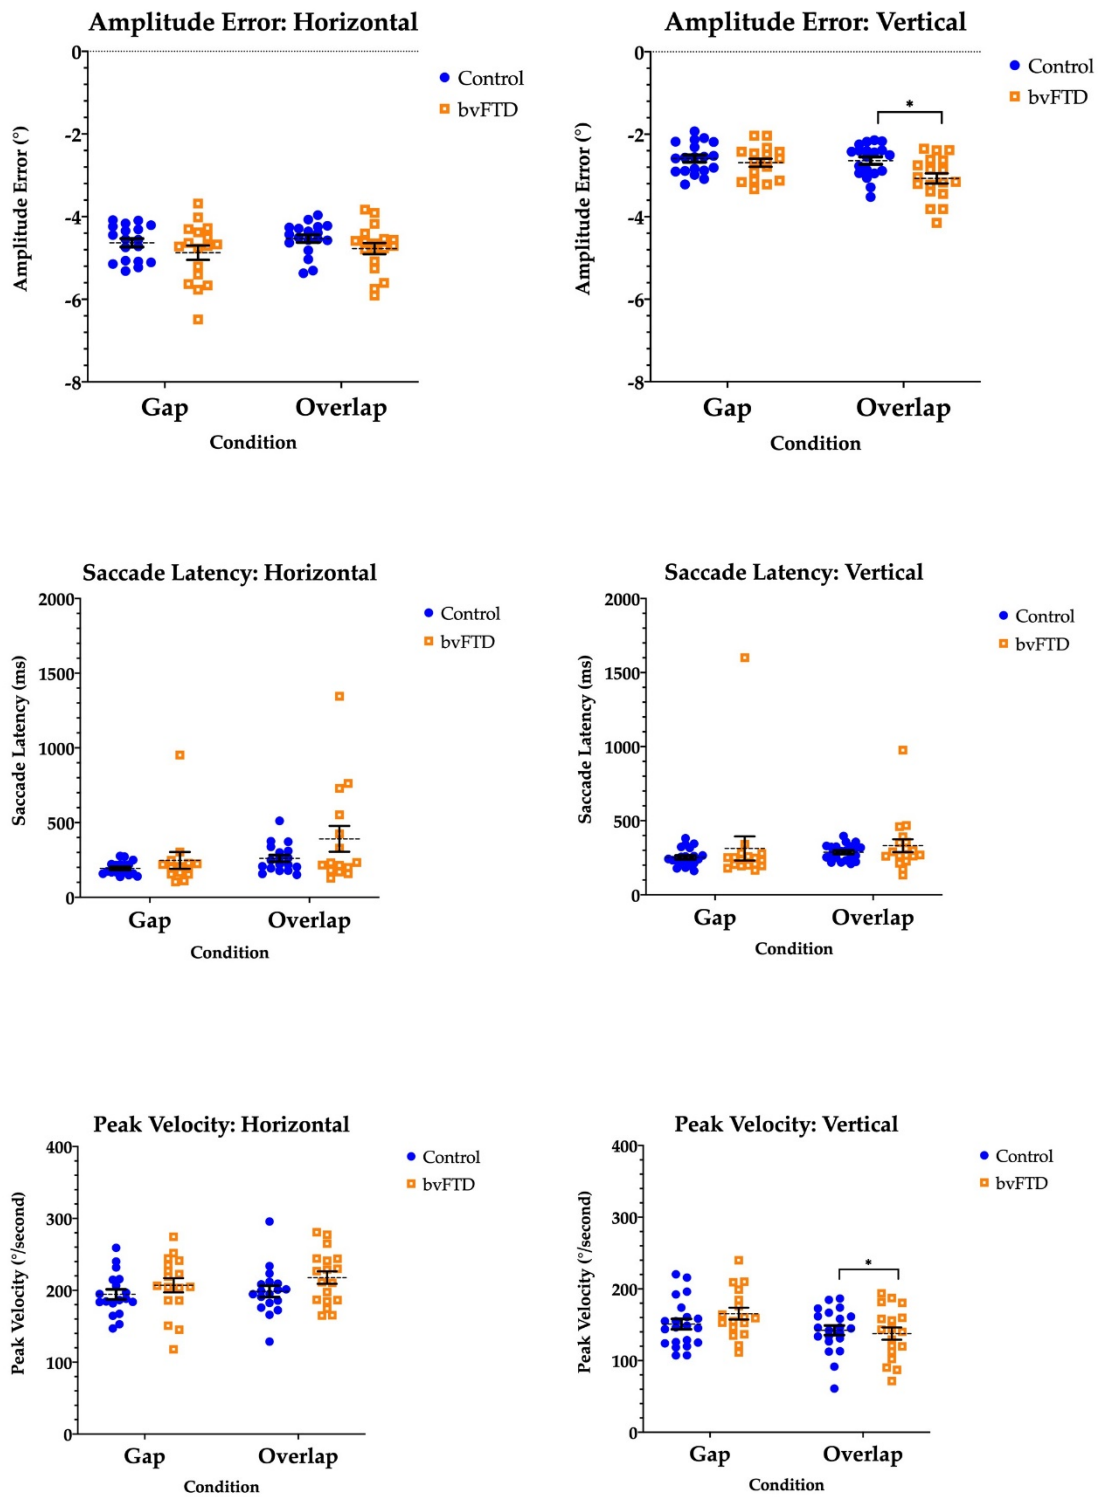 Amplitude Error: Horizontal
Control
bvFTD
Amplitude Error (°)
0
-2
-4
-6
-8
Gap Overlap
Condition
Amplitude Error: Vertical
Control
bvFTD
*
Amplitude Error (°)
0
-2
-4
-6
-8
Gap Overlap
Condition
Saccade Latency: Horizontal
Control
bvFTD
Saccade Latency (ms)
2000
1500
1000
500
0
Gap Overlap
Condition
Saccade Latency: Vertical
Control
bvFTD
Saccade Latency (ms)
2000
1500
1000
500
0
Gap Overlap
Condition
Peak Velocity: Horizontal
Control
bvFTD
Peak Velocity (°/second)
400
300
200
100
0
Gap Overlap
Condition
Peak Velocity: Vertical
Control
bvFTD
*
Peak Velocity (°/second)
400
300
200
100
0
Gap Overlap
Condition